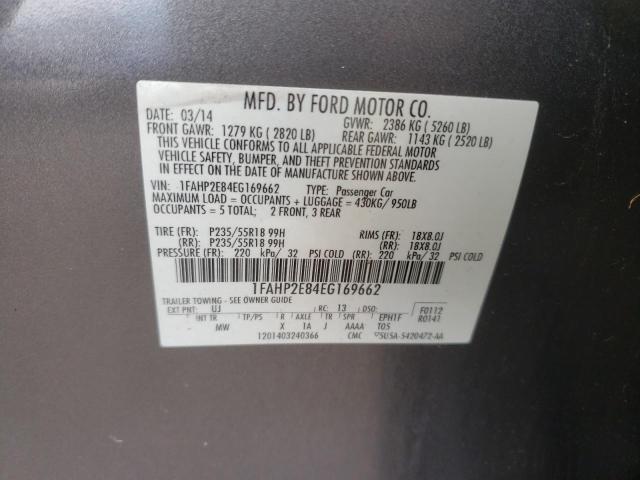 MFD. BY FORD MOTOR CO.
DATE: 03/14 GVWR: 2386 KG ( 5260 LB)
FRONT GAWR: 1279 KG ( 2820 LB) REAR GAWR: 1143 KG ( 2520 LB)
THIS VEHICLE CONFORMS TO ALL APPLICABLE FEDERAL MOTOR
VEHICLE SAFETY, BUMPER, AND THEFT PREVENTION STANDARDS
IN EFFECT ON THE DATE OF MANUFACTURE SHOWN ABOVE.
VIN: 1FAHP2E84EG169662 TYPE: Passenger Car
MAXIMUM LOAD = OCCUPANTS + LUGGAGE = 430KG/ 950LB
OCCUPANTS = 5 TOTAL; 2 FRONT, 3 REAR
TIRE (FR): P235/55R18 99H RIMS (FR): 18X8.0J
(RR): P235/55R18 99H (RR): 18X8.0J
PRESSURE (FR): 220 kPa/ 32 PSI COLD (RR): 220 kPa/ 32 PSI COLD
1FAHP2E84EG169662
TRAILER TOWING - SEE OWNER GUIDE
EXT PNT: UJ RC: 13 DSO: F0112
INT TR TP/PS R AXLE TR SPR EPH1F R0141
MW X 1A J AAAA T05
1201403240366 CMC 5U5A-5420472-AA